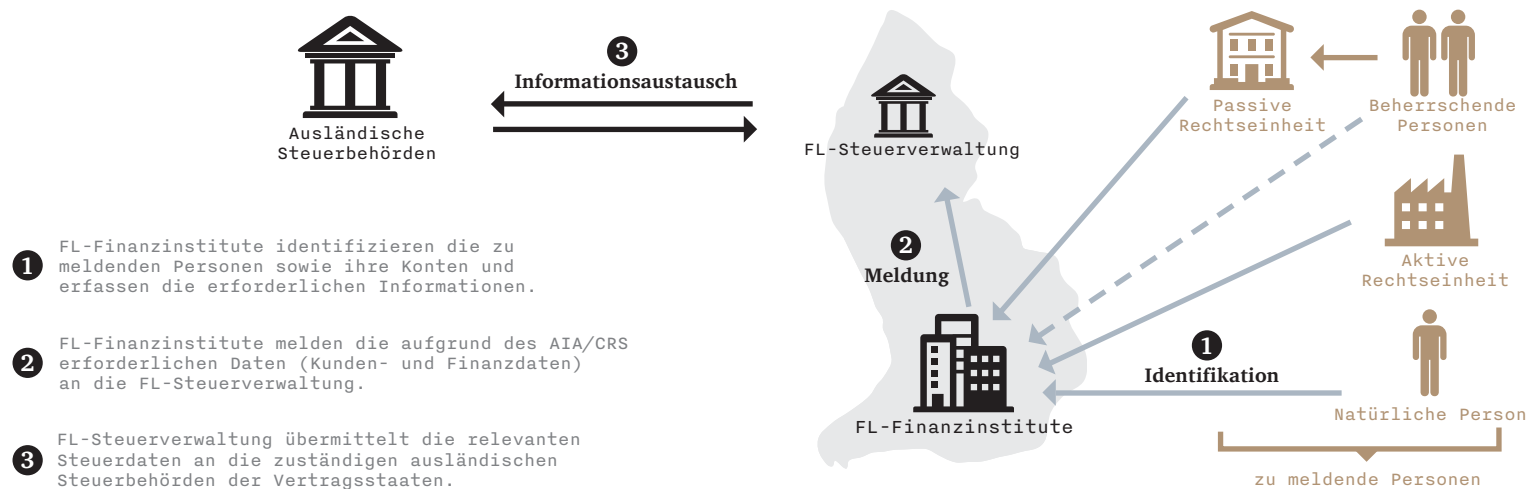 3
Informationsaustausch
Ausländische
Steuerbehörden
FL-Steuerverwaltung
Passive
Rechtseinheit
Beherrschende
Personen
Aktive
Rechtseinheit
2
Meldung
1
Identifikation
Natürliche Person
FL-Finanzinstitute
zu meldende Personen
1
FL-Finanzinstitute identifizieren die zu
meldenden Personen sowie ihre Konten und
erfassen die erforderlichen Informationen.
2
FL-Finanzinstitute melden die aufgrund des AIA/CRS
erforderlichen Daten (Kunden- und Finanzdaten)
an die FL-Steuerverwaltung.
3
FL-Steuerverwaltung übermittelt die relevanten
Steuerdaten an die zuständigen ausländischen
Steuerbehörden der Vertragsstaaten.